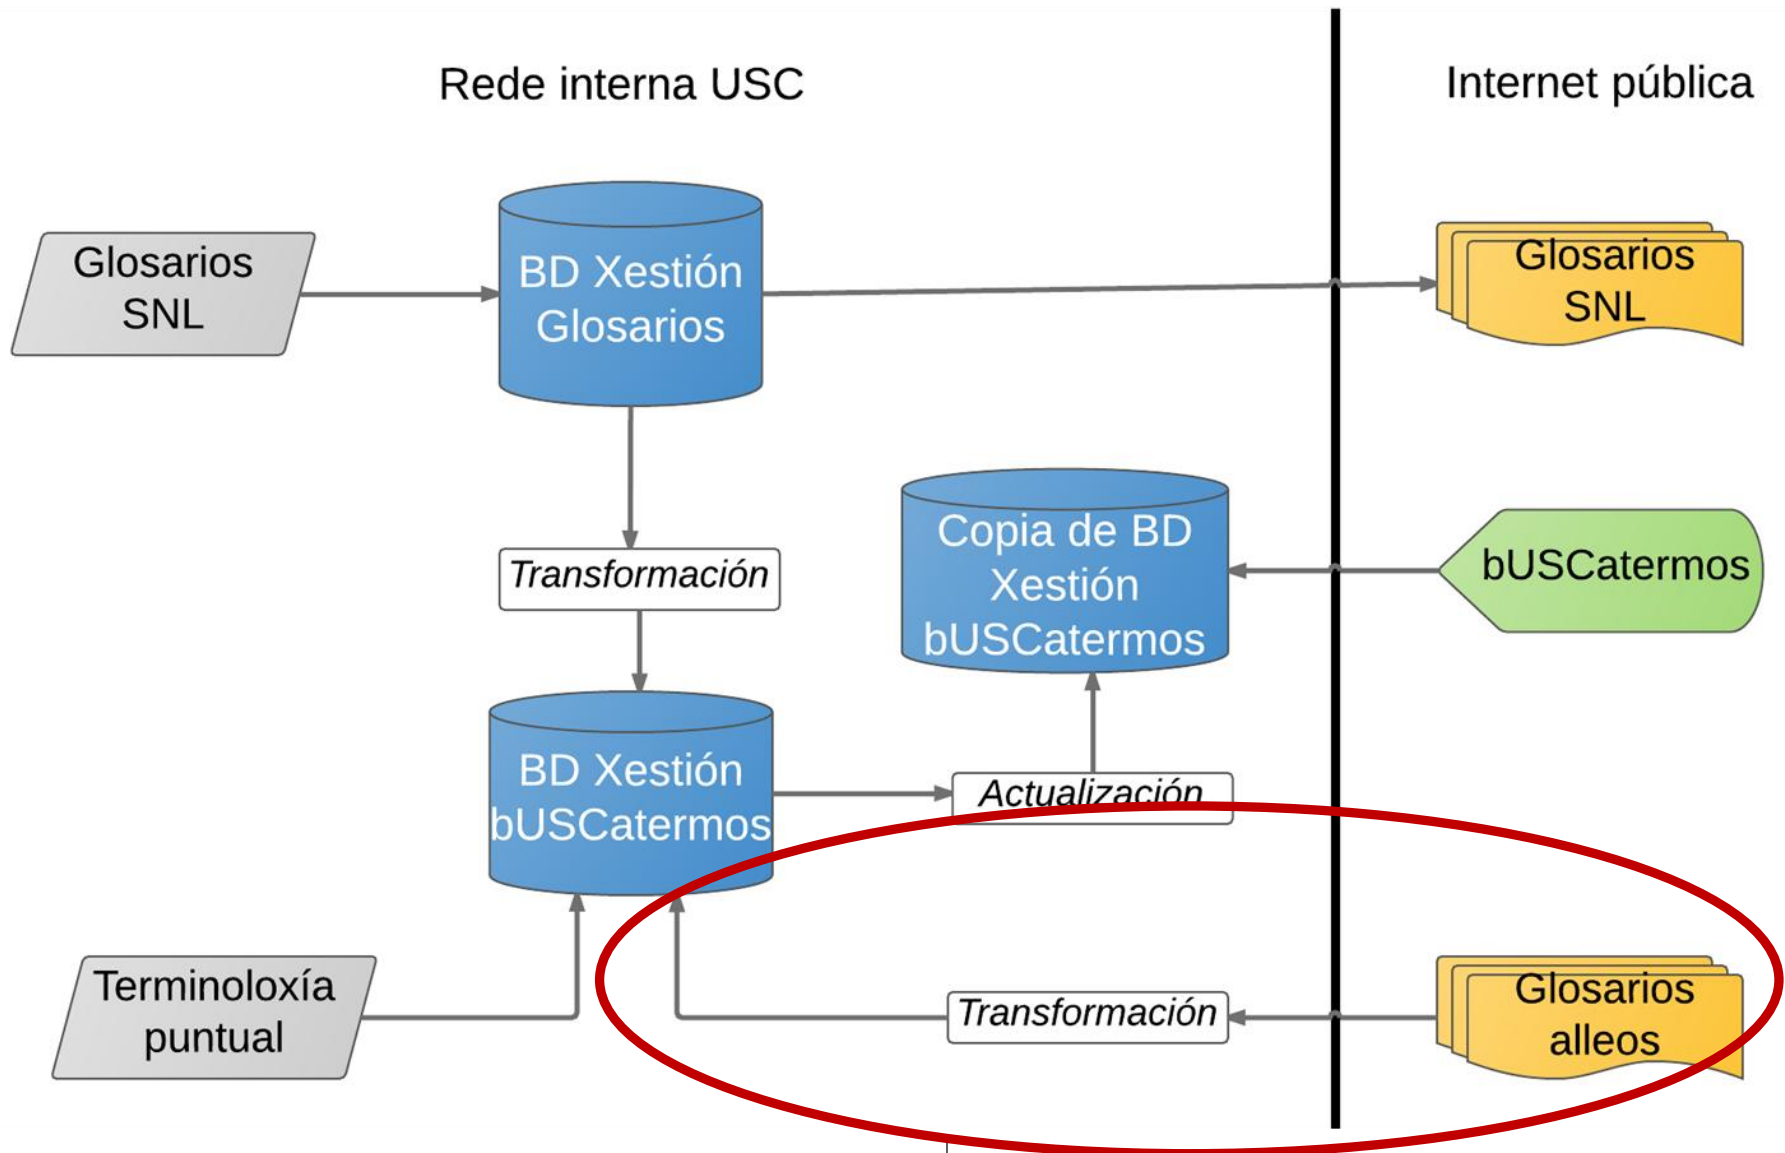 Rede interna USC
Internet pública
Glosarios
SNL
BD Xestión
Glosarios
Glosarios
SNL
Transformación
Copia de BD
Xestión
bUSCatermos
bUSCatermos
BD Xestión
bUSCatermos
Actualización
Terminoloxía
puntual
Transformación
Glosarios
alleos